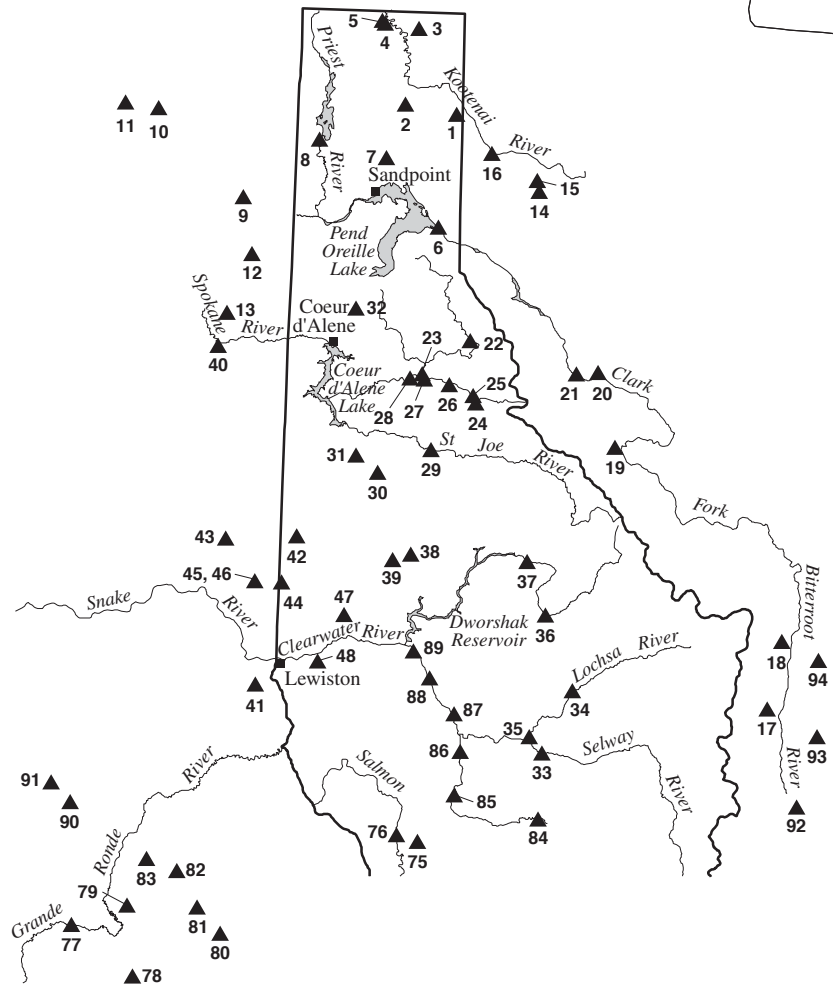 5
4
3
Priest
Kootenai
11
10
2
1
River
8
River
7
Sandpoint
16
15
14
9
Pend
Oreille
Lake
6
12
Spokane
13
Coeur
d'Alene
32
River
40
23
22
Coeur
d'Alene
Lake
28
27
26
25
24
21
20
Clark
St Joe
River
31
29
30
19
Fork
43
42
39
38
37
45, 46
44
Snake
River
47
Clearwater River
Dworshak
Reservoir
36
Bitterroot
89
Lochsa River
18
94
48
Lewiston
41
88
34
87
35
17
Selway
33
93
86
River
Salmon
River
River
91
90
85
84
92
Ronde
76
75
83
82
79
Grande
77
81
80
78